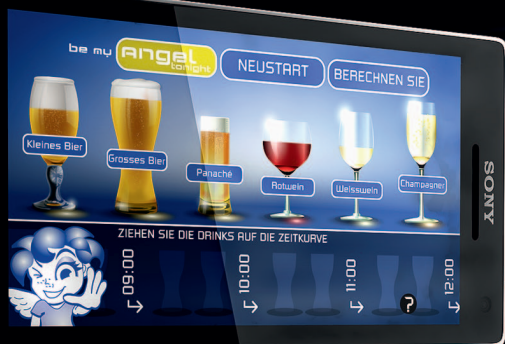 be my Angel tonight
NEUSTART
BERECHNEN SIE
Kleines Bier
Grosses Bier
Panaché
Rotwein
Weisswein
Champagner
SONY
ZIEHEN SIE DIE DRINKS AUF DIE ZEITKURVE
09:00
10:00
11:00
12:00
?